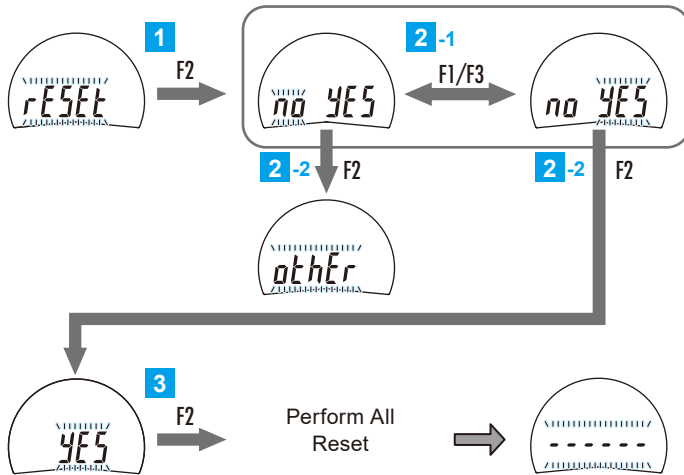 1
2 -1
F2
F1/F3
rESEt
no YES
no YES
2 -2
F2
2 -2
F2
othEr
3
F2
YES
Perform All
Reset
------